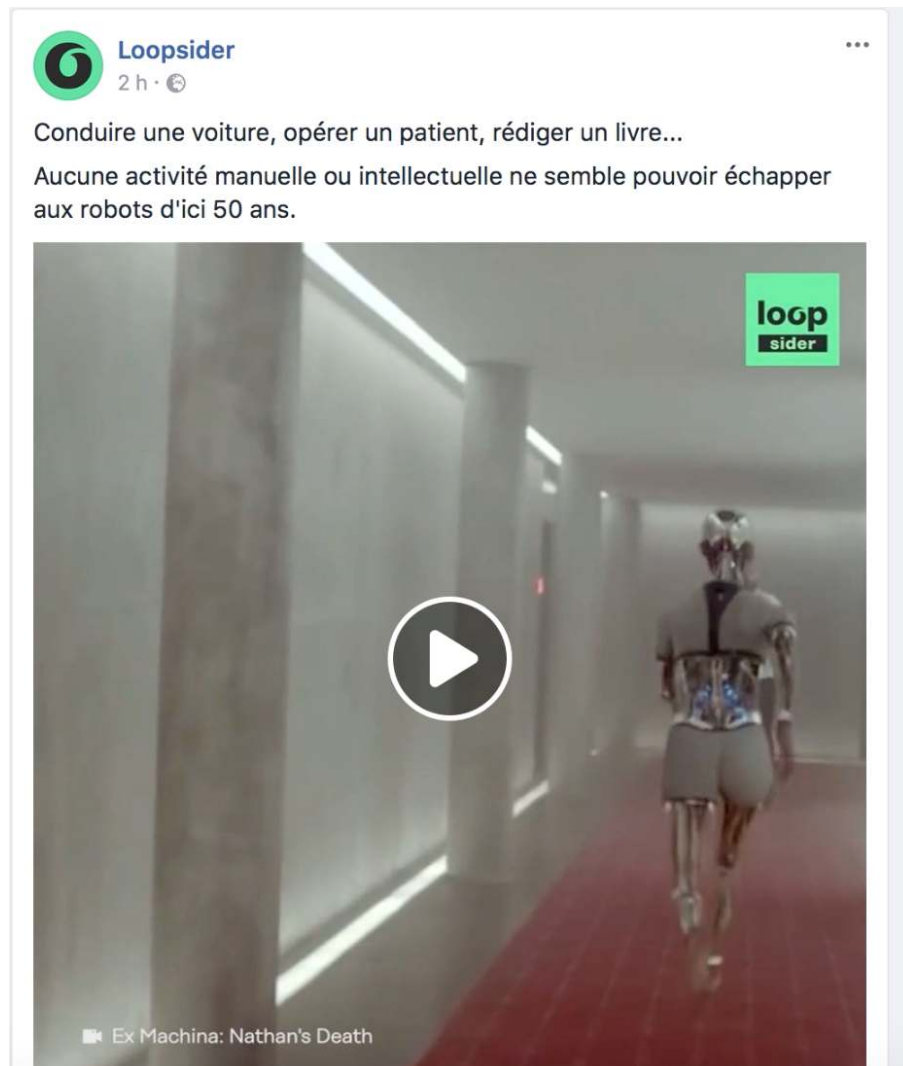 Loopsider
2 h ·
Conduire une voiture, opérer un patient, rédiger un livre...
Aucune activité manuelle ou intellectuelle ne semble pouvoir échapper
aux robots d'ici 50 ans.
loop
sider
Ex Machina: Nathan's Death